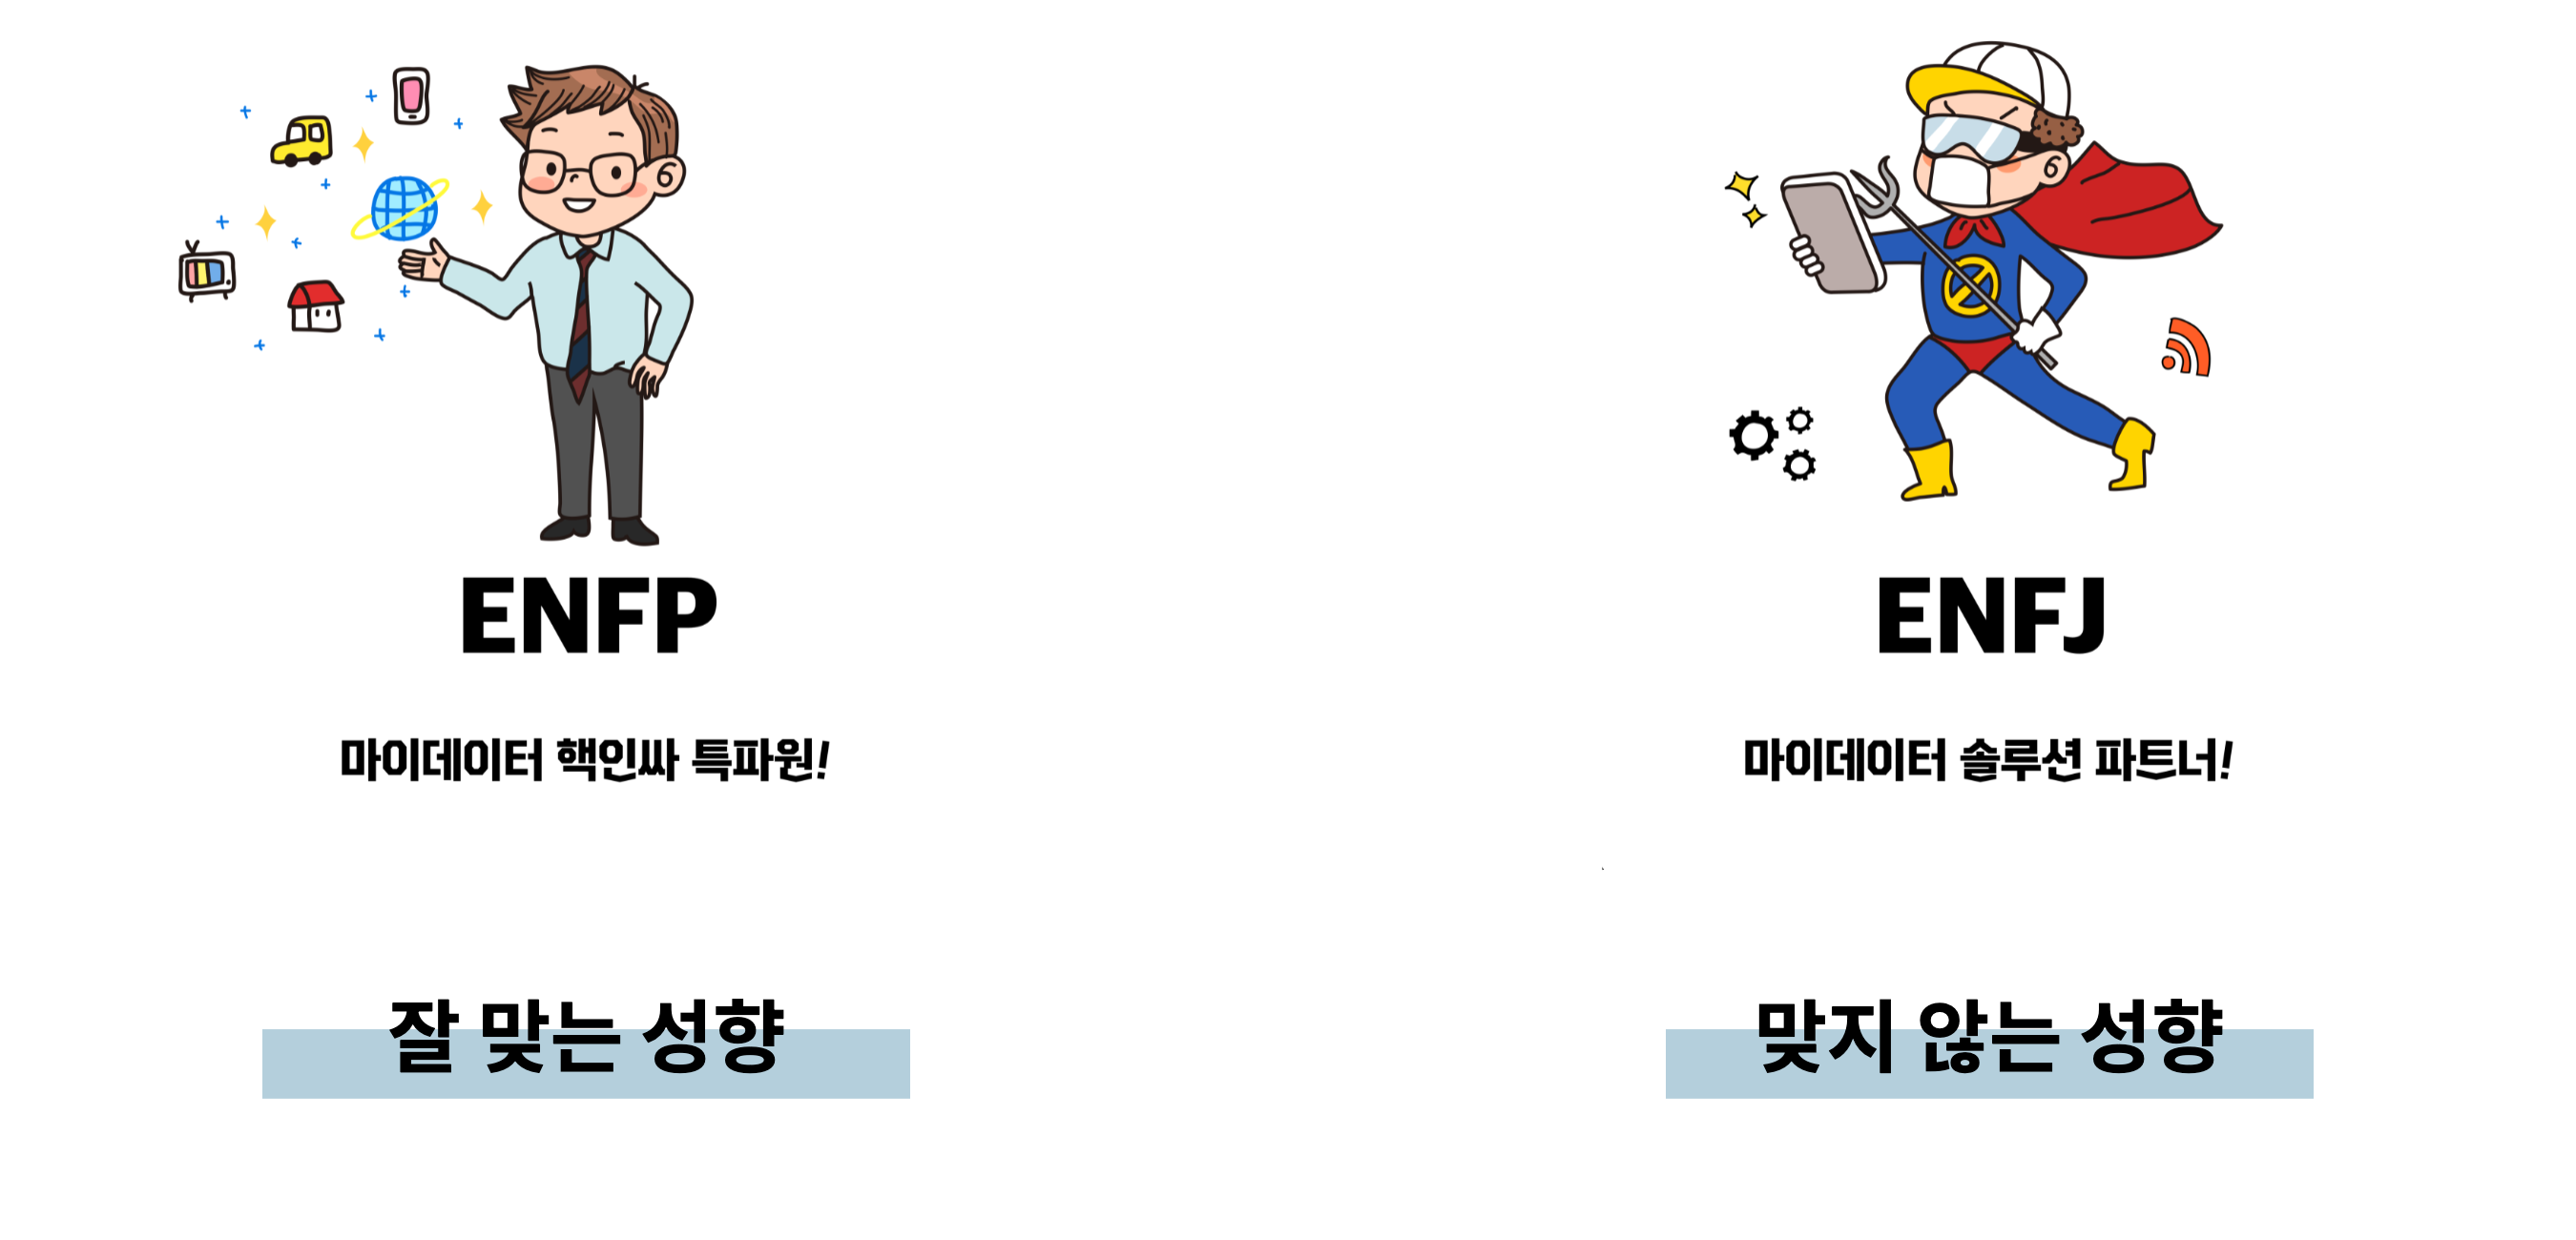 ENFP
마이데이터 핵인싸 특파원!
잘 맞는 성향
ENFJ
마이데이터 솔루션 파트너!
맞지 않는 성향